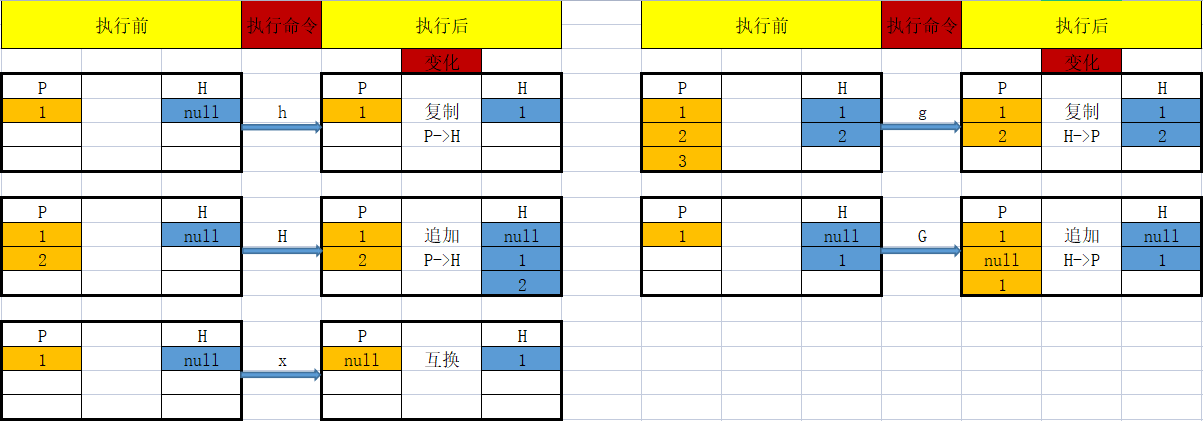 执行前 执行命令 执行后 执行前 执行命令 执行后
变化 变化
P H P H P H P H
1 null h 1 复制 1 1 1 g 1 复制 1
P->H 2 2 2 H->P 2
3
P H P H P H P H
1 null H 1 追加 null 1 null G 1 追加 null
2 2 P->H 1 1 null H->P 1
2 1
P H P H
1 null x null 互换 1